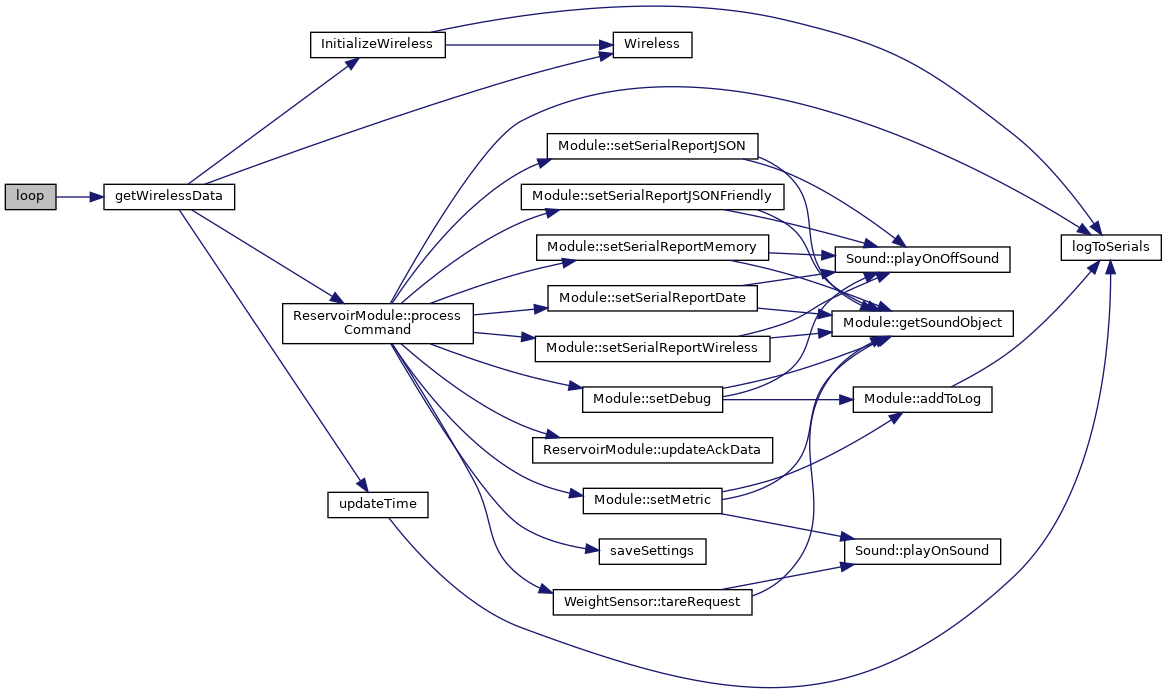 loop
getWirelessData
InitializeWireless
Wireless
ReservoirModule::process
Command
updateTime
Module::setSerialReportJSON
Module::setSerialReportJSONFriendly
Module::setSerialReportMemory
Module::setSerialReportDate
Module::setSerialReportWireless
Module::setDebug
ReservoirModule::updateAckData
Module::setMetric
saveSettings
WeightSensor::tareRequest
Sound::playOnOffSound
Module::getSoundObject
Module::addToLog
Sound::playOnSound
logToSerials